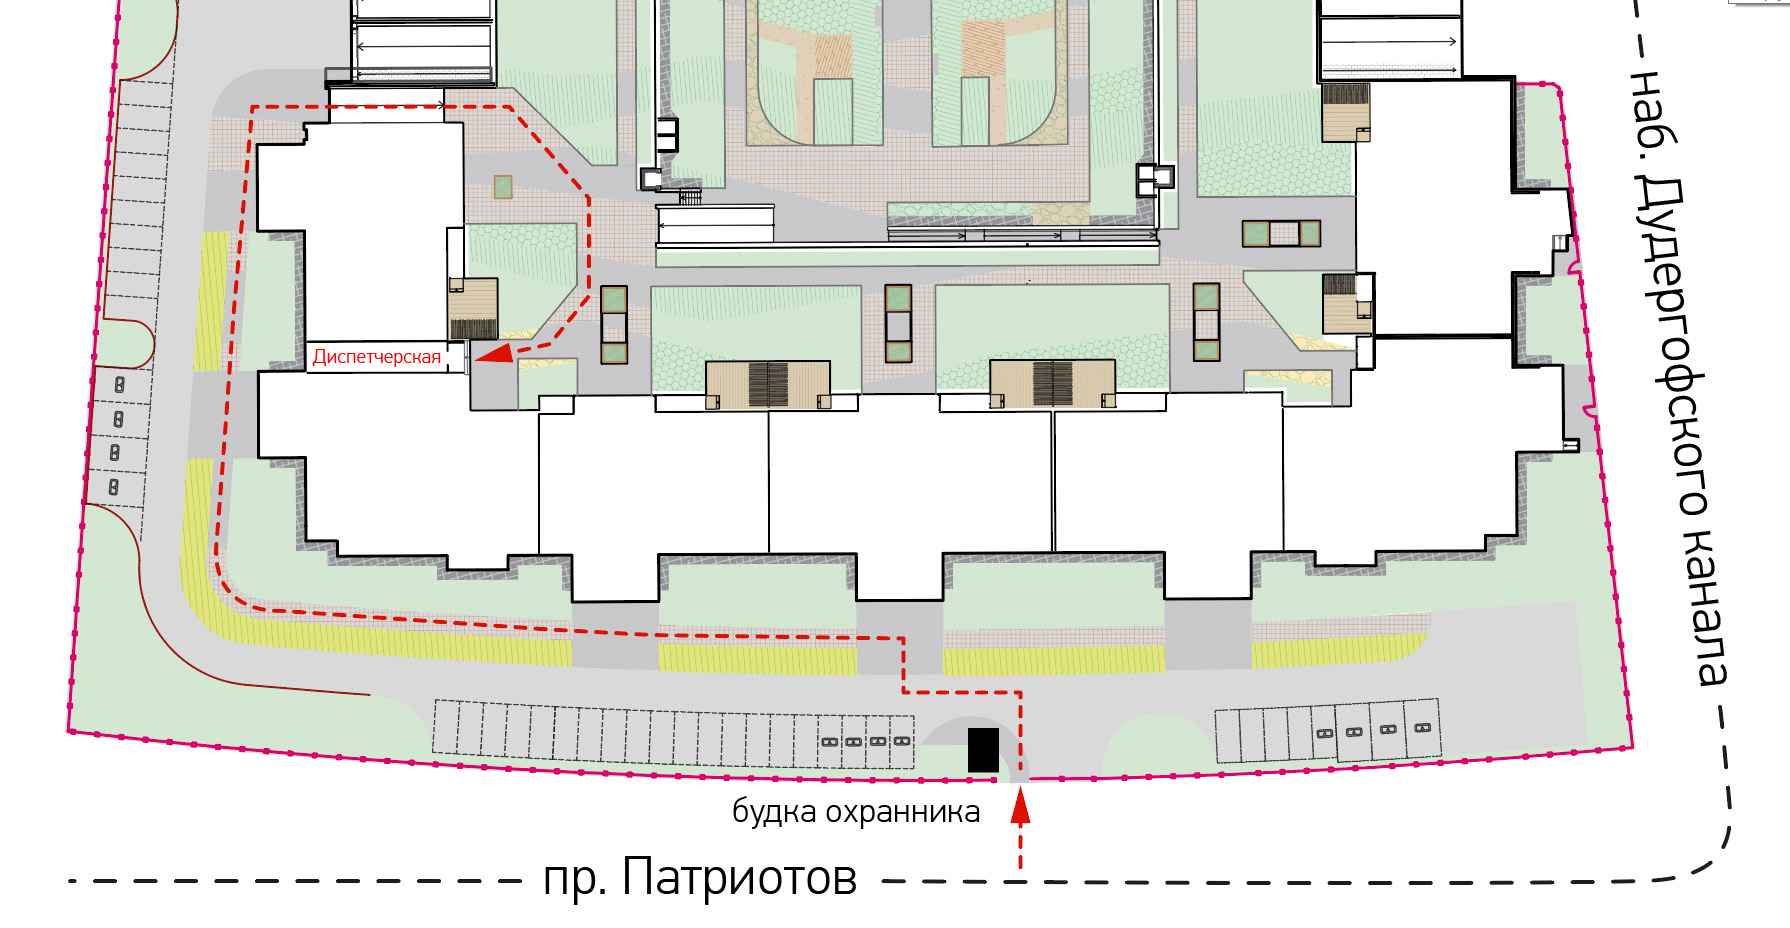 наб. Дудергофского канала
Диспетчерская
будка охранника
пр. Патриотов